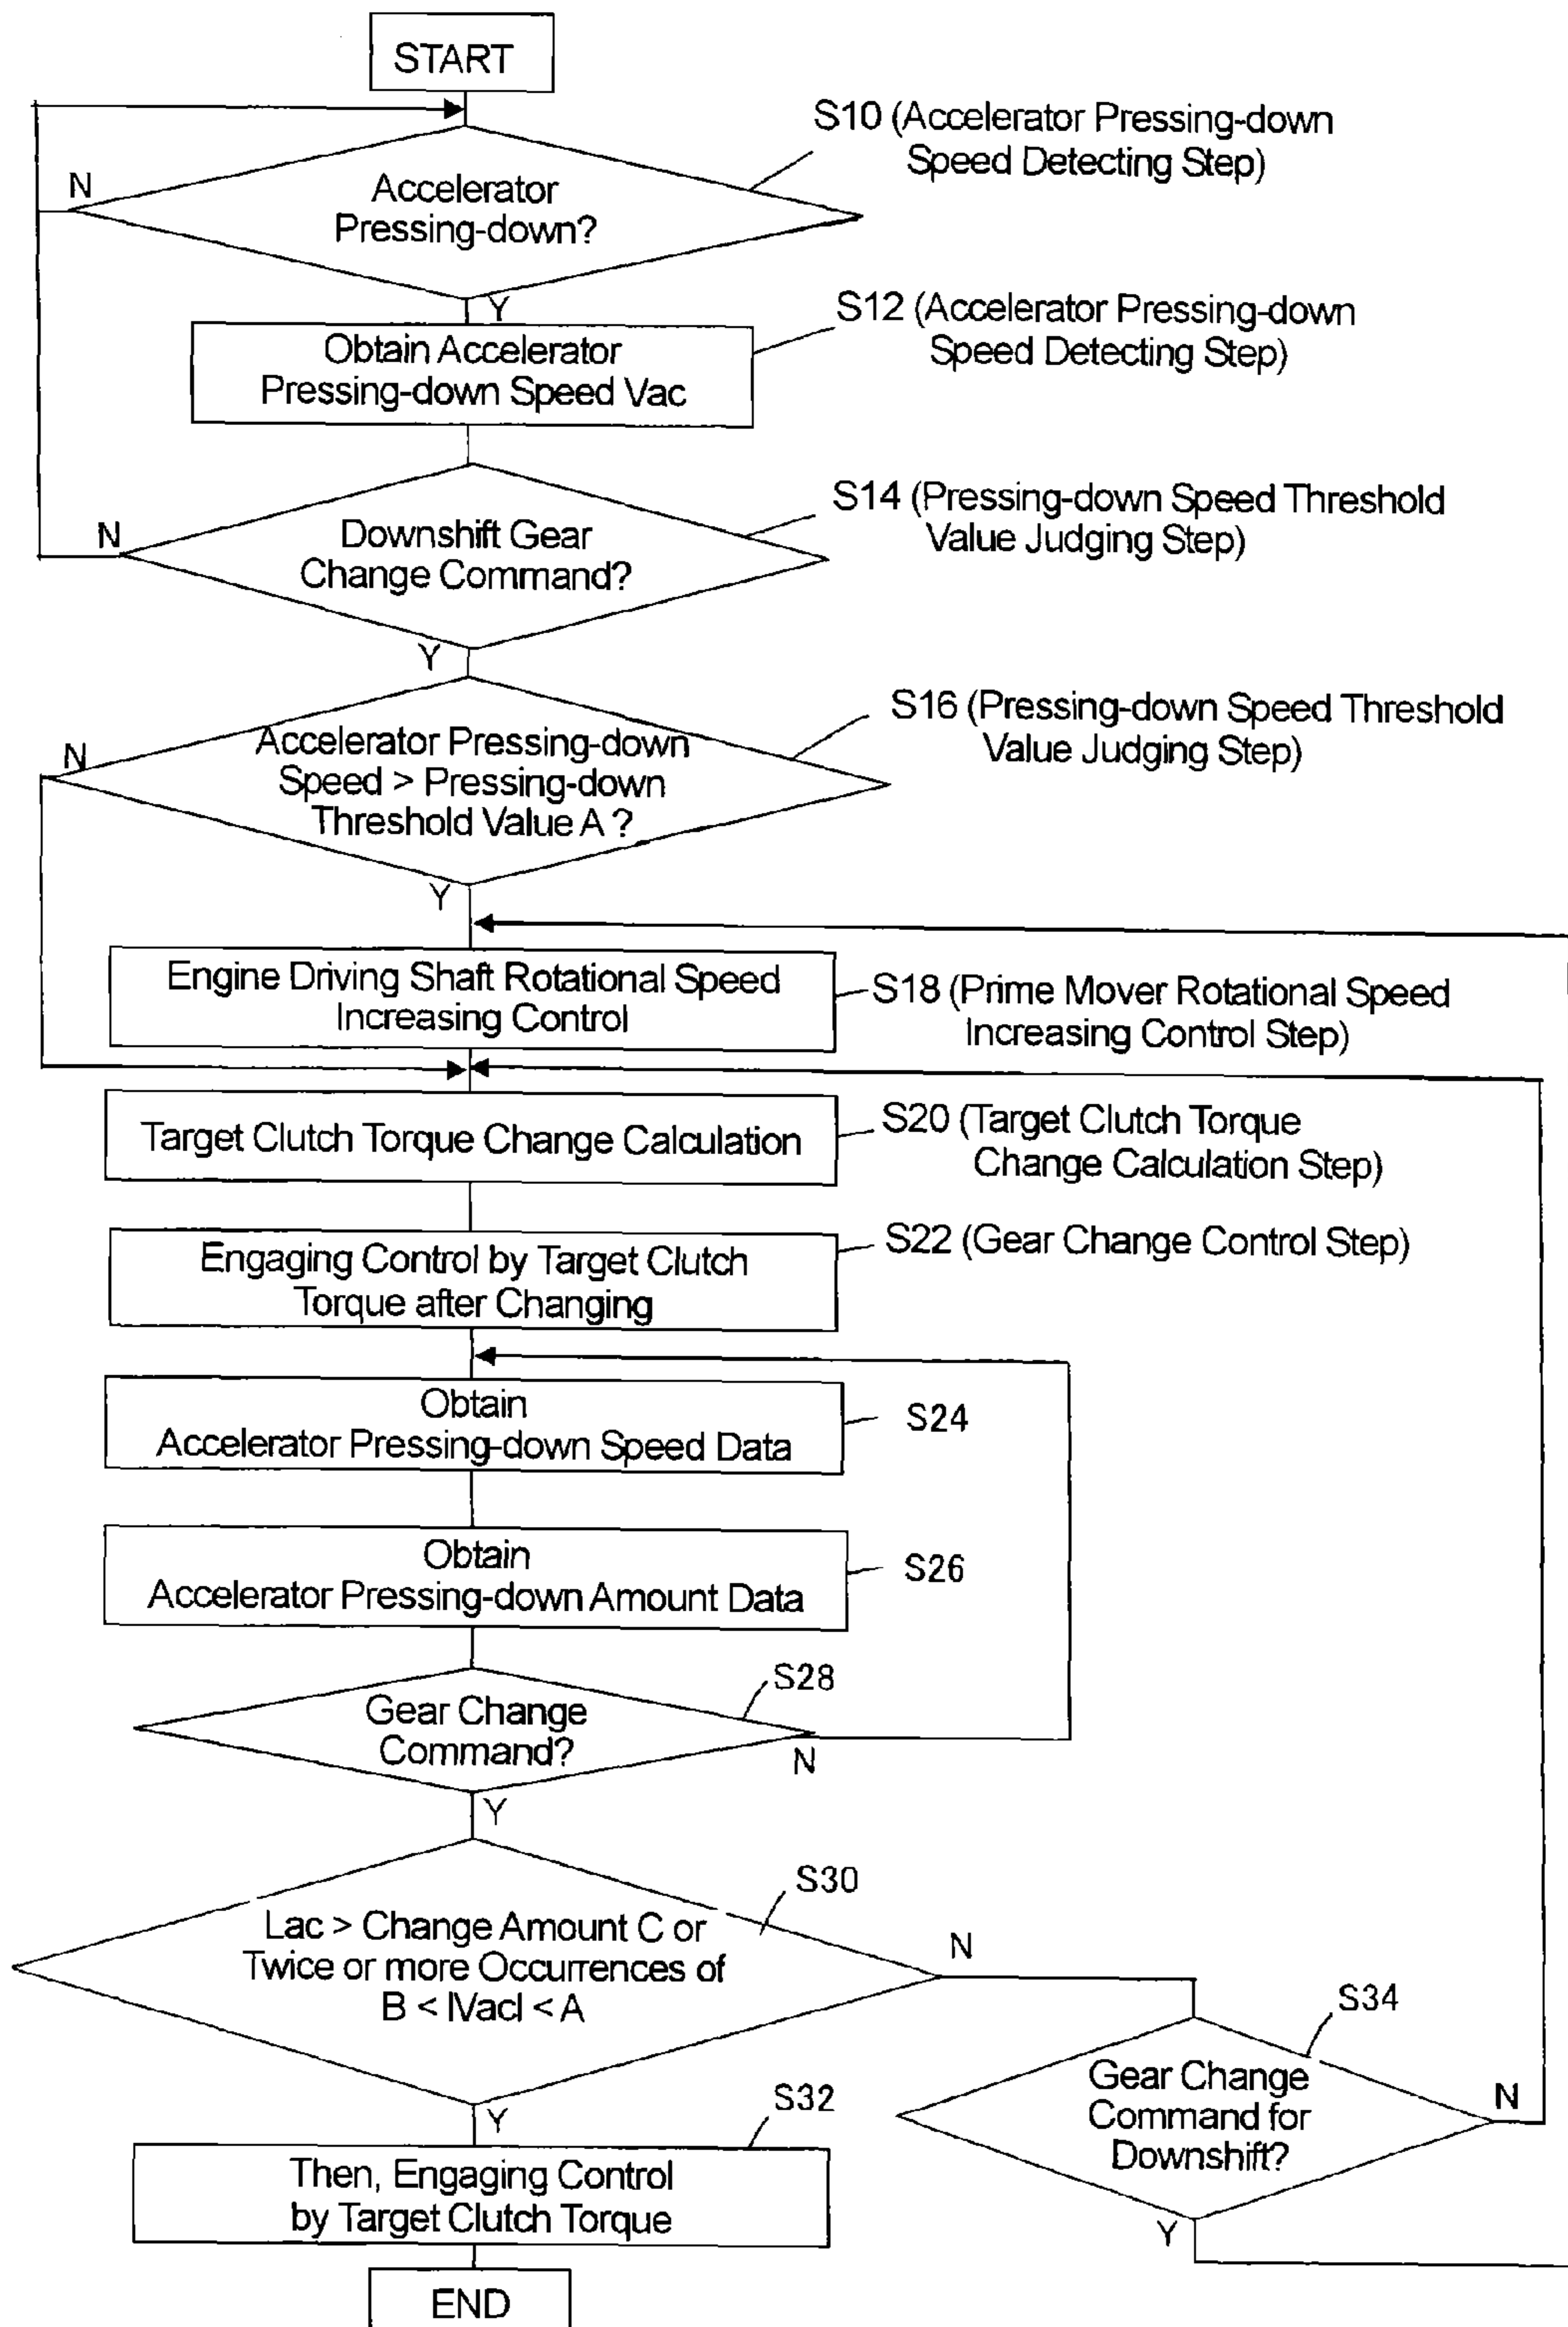 START
S10 (Accelerator Pressing-down
Speed Detecting Step)
N
Accelerator
Pressing-down?
Y
S12 (Accelerator Pressing-down
Speed Detecting Step)
Obtain Accelerator
Pressing-down Speed Vac
S14 (Pressing-down Speed Threshold
Value Judging Step)
N
Downshift Gear
Change Command?
Y
S16 (Pressing-down Speed Threshold
Value Judging Step)
N
Accelerator Pressing-down
Speed > Pressing-down
Threshold Value A ?
Y
Engine Driving Shaft Rotational Speed
Increasing Control
S18 (Prime Mover Rotational Speed
Increasing Control Step)
Target Clutch Torque Change Calculation
S20 (Target Clutch Torque
Change Calculation Step)
Engaging Control by Target Clutch
Torque after Changing
S22 (Gear Change Control Step)
Obtain
Accelerator Pressing-down Speed Data
S24
Obtain
Accelerator Pressing-down Amount Data
S26
S28
Gear Change
Command?
N
Y
S30
Lac > Change Amount C or
Twice or more Occurrences of
B < |Vac| < A
N
Y
S34
Gear Change
Command for
Downshift?
N
Y
S32
Then, Engaging Control
by Target Clutch Torque
END